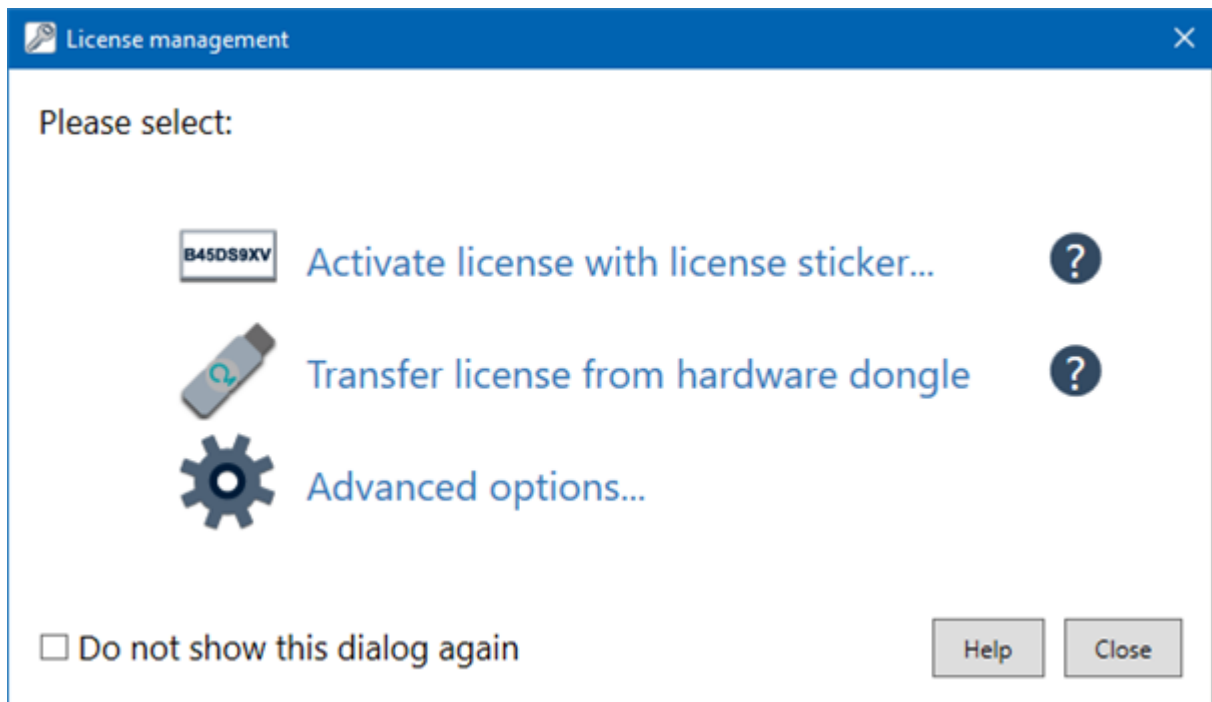 License management
Please select:
B45DS9XV
Activate license with license sticker...
?
Transfer license from hardware dongle
?
Advanced options...
Do not show this dialog again
Help
Close